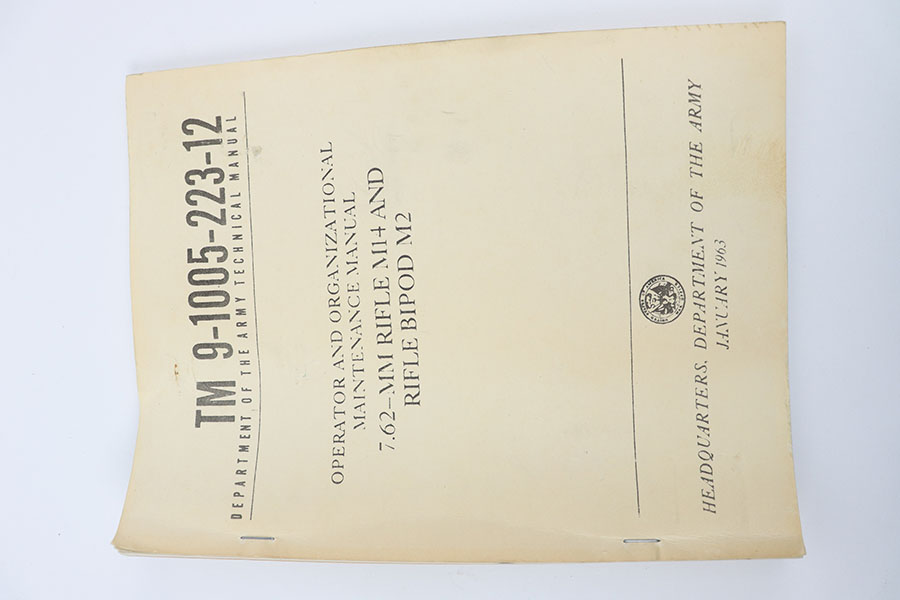 TM 9-1005-223-12
DEPARTMENT OF THE ARMY TECHNICAL MANUAL
OPERATOR AND ORGANIZATIONAL
MAINTENANCE MANUAL
7.62-MM RIFLE M14 AND
RIFLE BIPOD M2
HEADQUARTERS, DEPARTMENT OF THE ARMY
JANUARY 1963